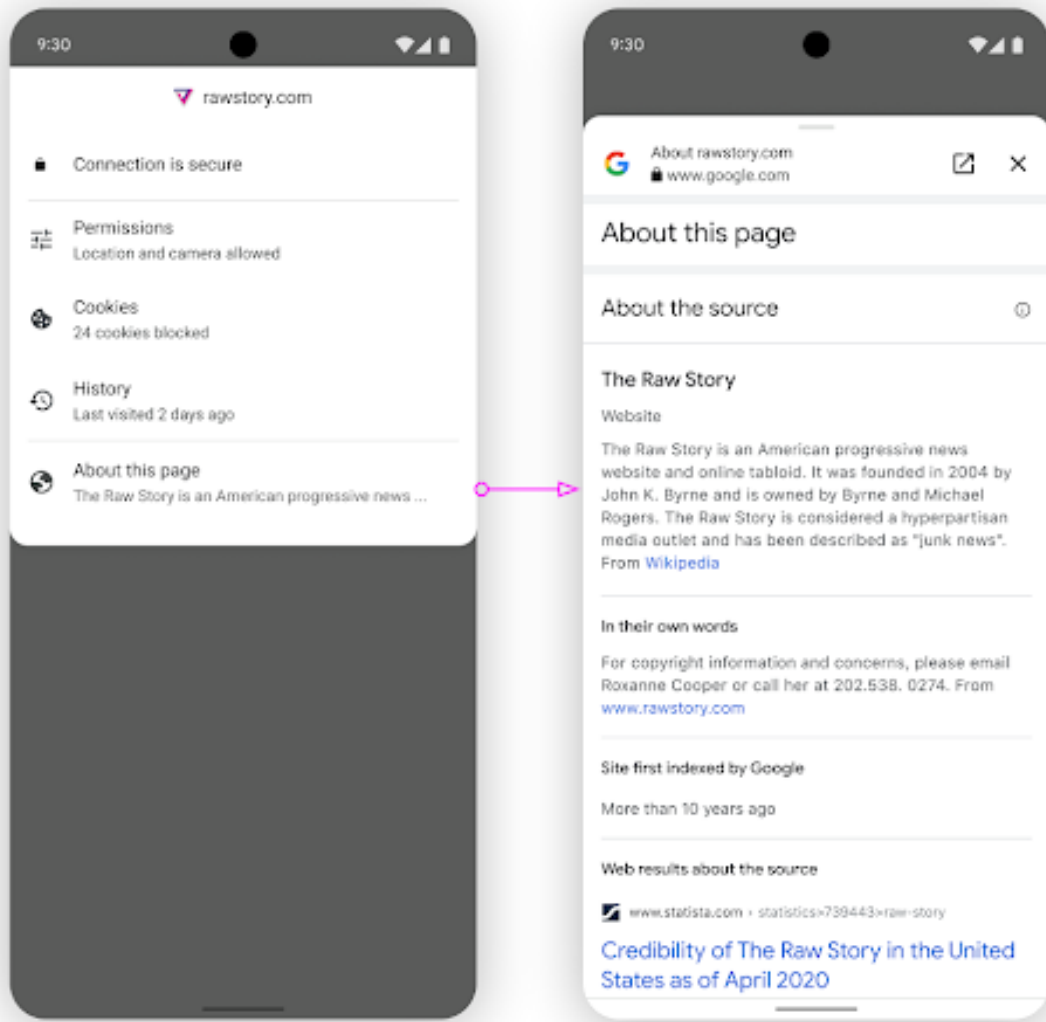 9:30
rawstory.com
Connection is secure
Permissions
Location and camera allowed
Cookies
24 cookies blocked
History
Last visited 2 days ago
About this page
The Raw Story is an American progressive news ...
9:30
About rawstory.com
www.google.com
About this page
About the source
The Raw Story
Website
The Raw Story is an American progressive news
website and online tabloid. It was founded in 2004 by
John K. Byrne and is owned by Byrne and Michael
Rogers. The Raw Story is considered a hyperpartisan
media outlet and has been described as "junk news".
From Wikipedia
In their own words
For copyright information and concerns, please email
Roxanne Cooper or call her at 202.538. 0274. From
www.rawstory.com
Site first indexed by Google
More than 10 years ago
Web results about the source
www.statista.com › statistics>739443>raw-story
Credibility of The Raw Story in the United
States as of April 2020